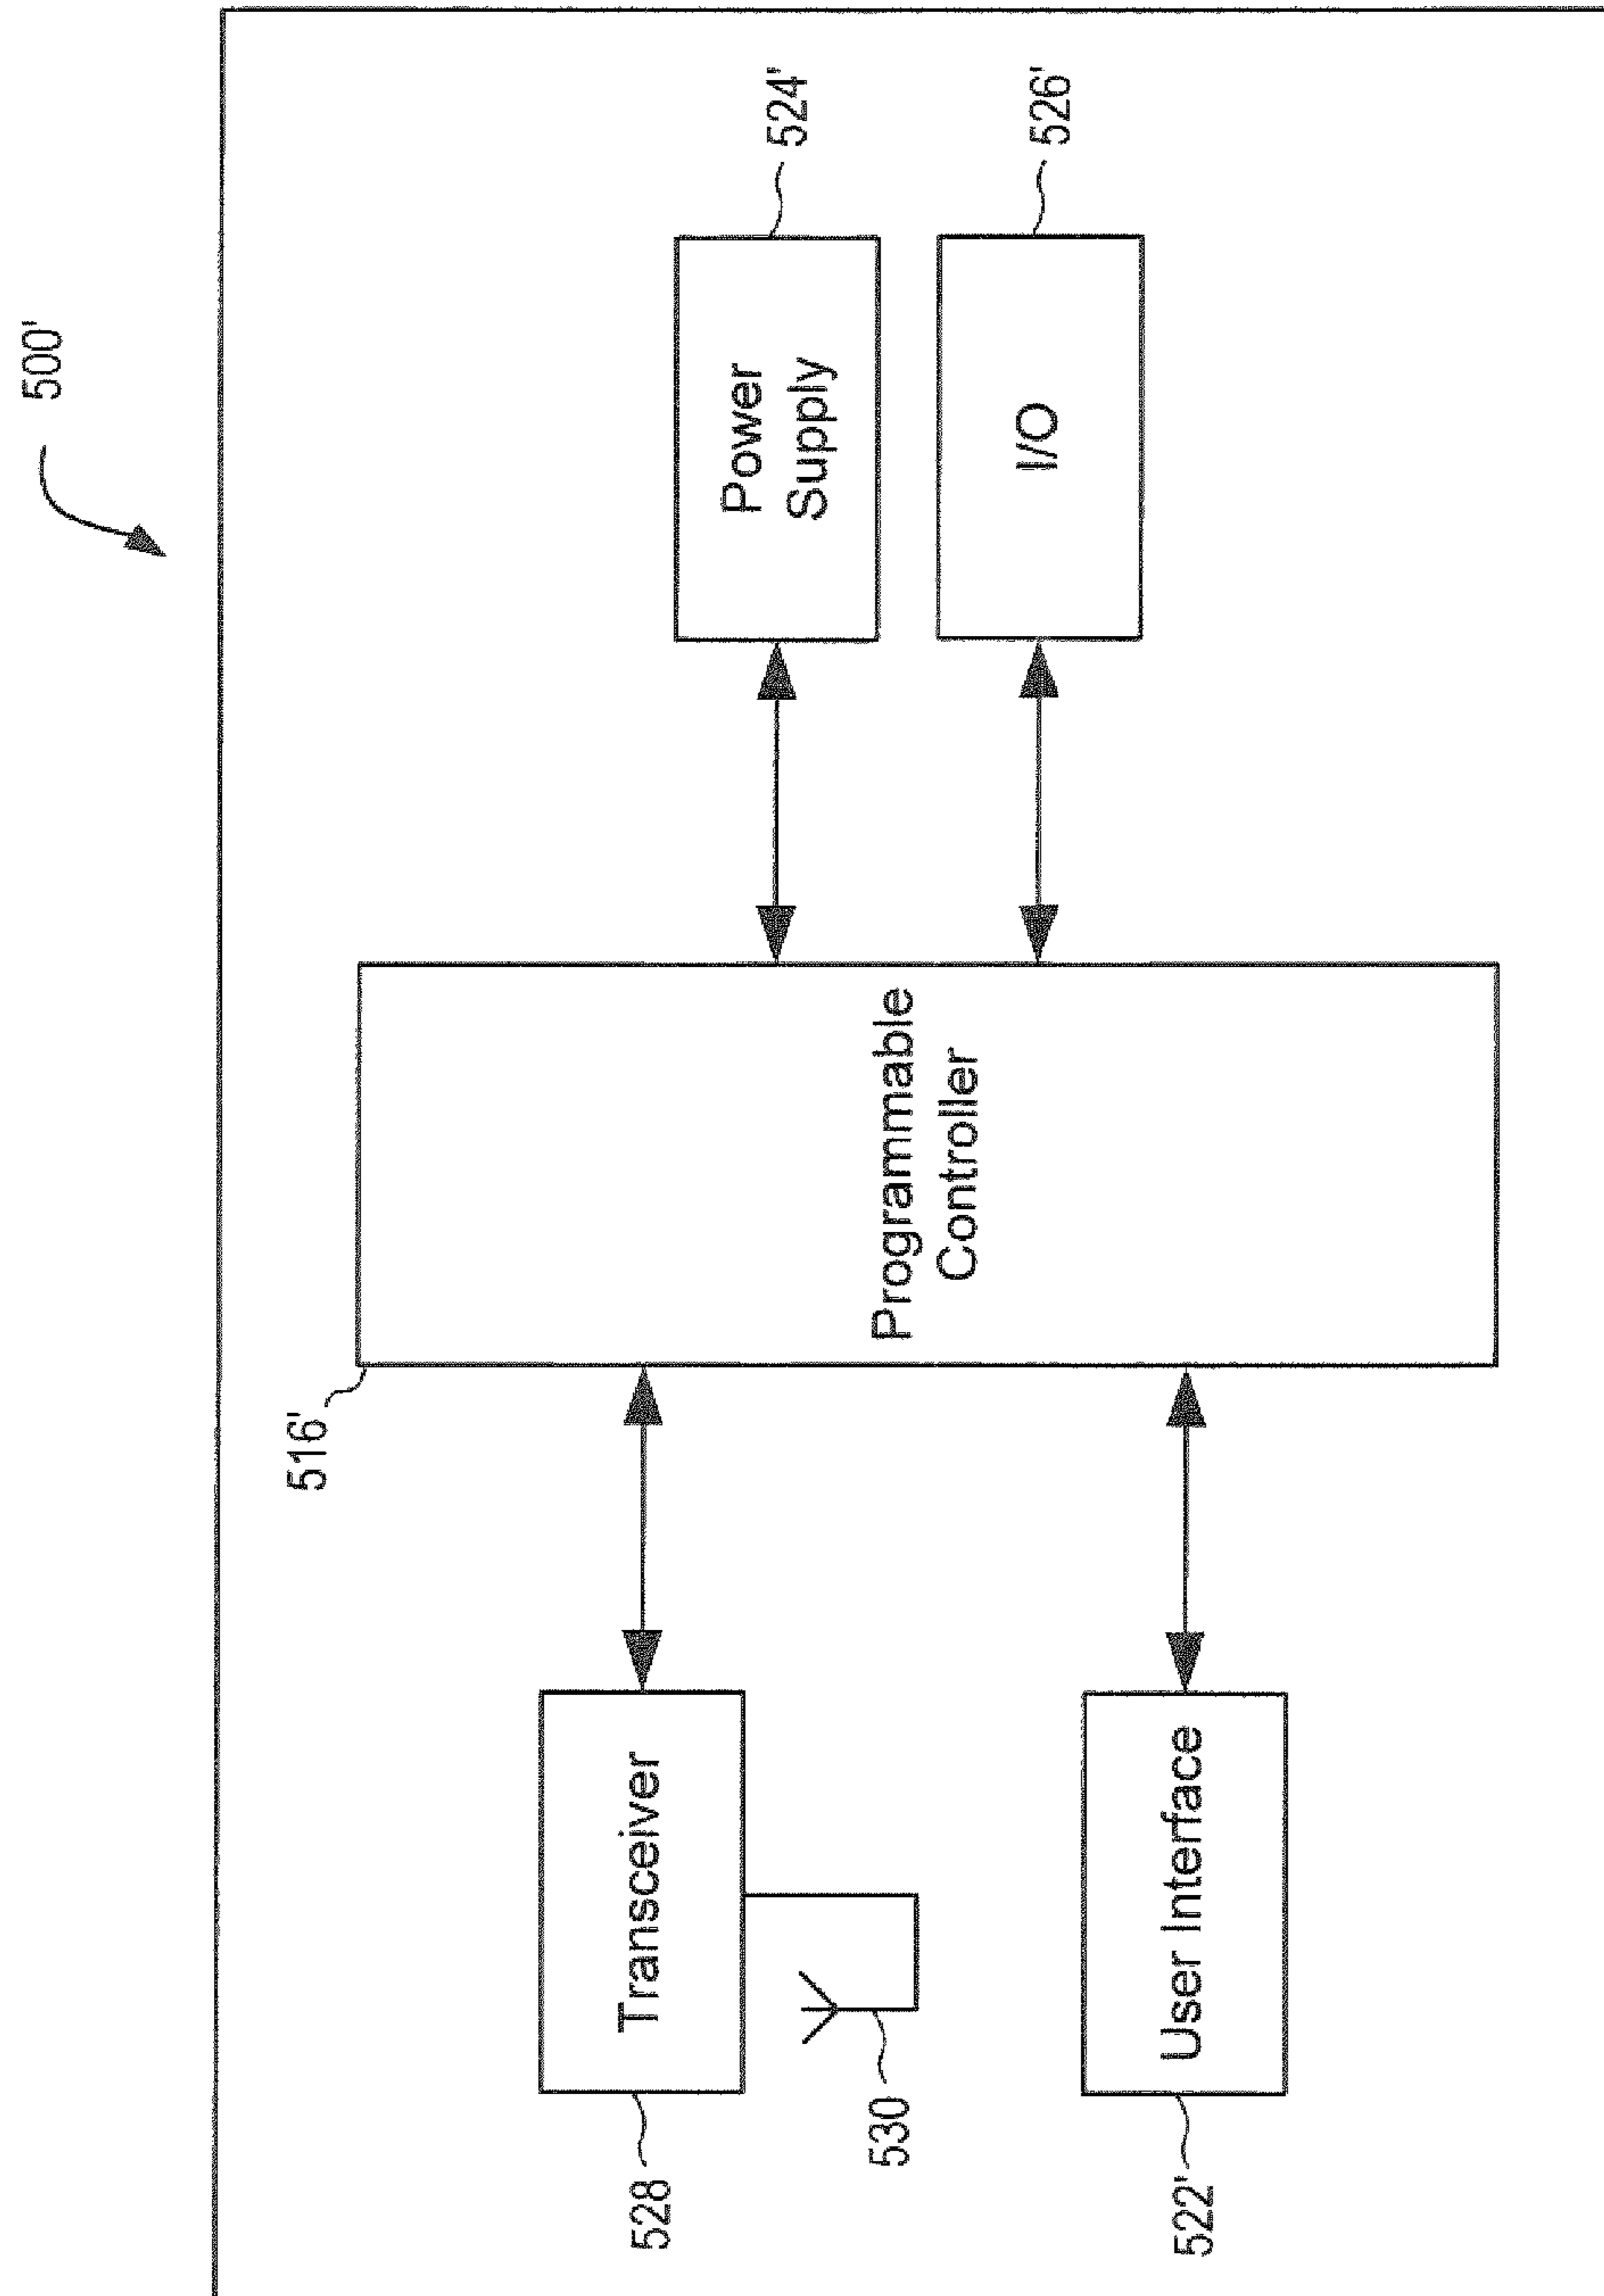 500'
516'
528
Transceiver
530
522'
User Interface
Programmable
Controller
Power
Supply
524'
I/O
526'